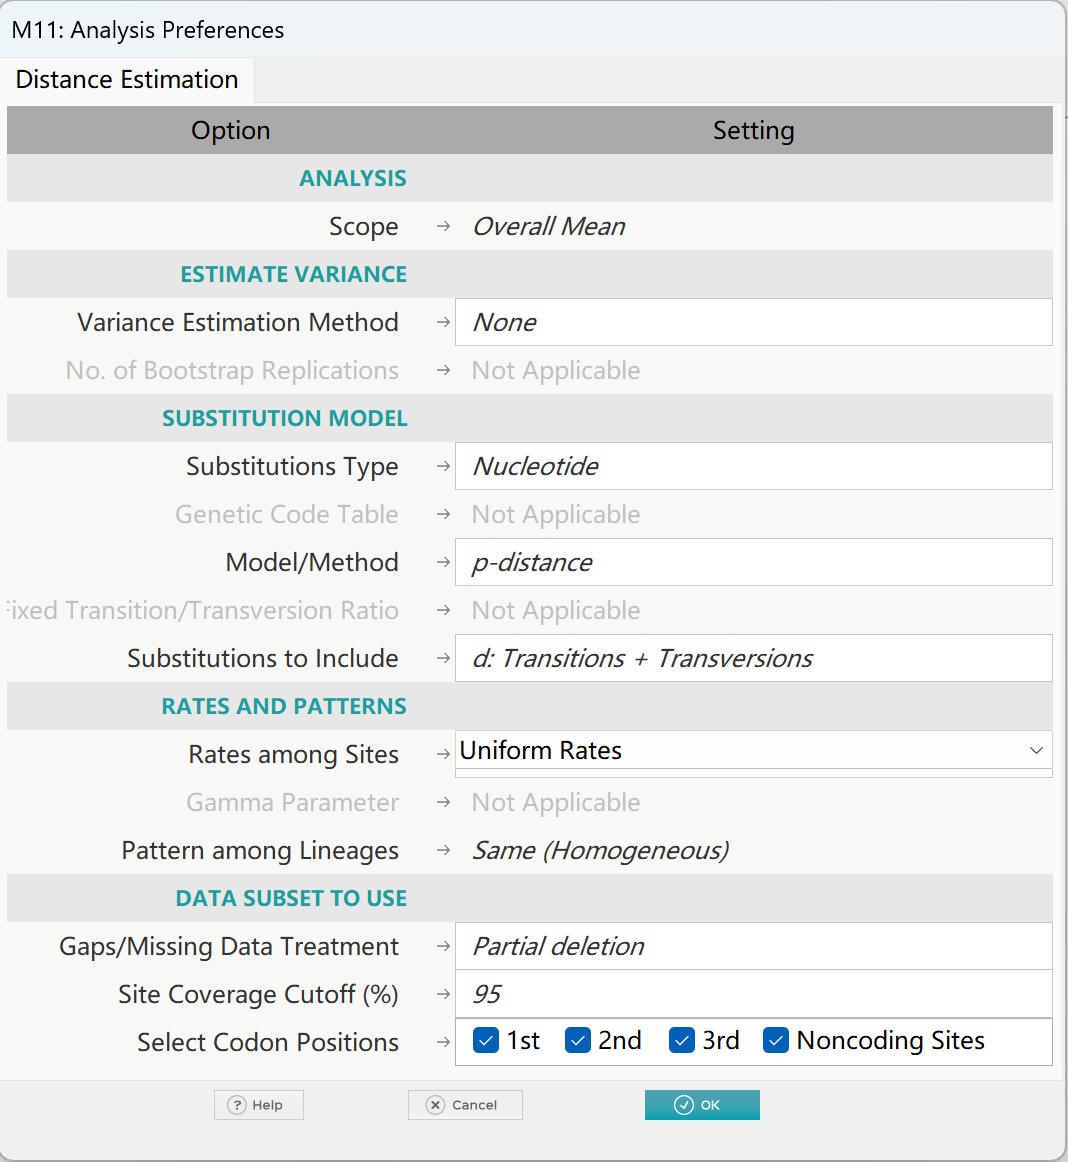 M11: Analysis Preferences
Distance Estimation
Option Setting
ANALYSIS
Scope → Overall Mean
ESTIMATE VARIANCE
Variance Estimation Method → None
No. of Bootstrap Replications → Not Applicable
SUBSTITUTION MODEL
Substitutions Type → Nucleotide
Genetic Code Table → Not Applicable
Model/Method → p-distance
Fixed Transition/Transversion Ratio → Not Applicable
Substitutions to Include → d: Transitions + Transversions
RATES AND PATTERNS
Rates among Sites → Uniform Rates
Gamma Parameter → Not Applicable
Pattern among Lineages → Same (Homogeneous)
DATA SUBSET TO USE
Gaps/Missing Data Treatment → Partial deletion
Site Coverage Cutoff (%) → 95
Select Codon Positions → 1st 2nd 3rd Noncoding Sites
? Help Cancel OK